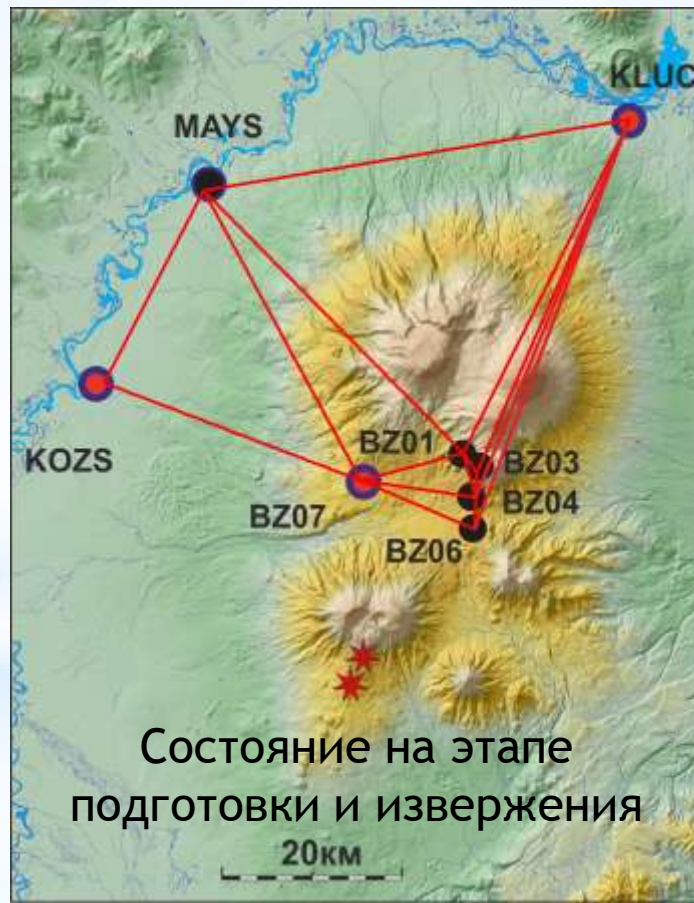 KLUC
MAYS
KOZS
BZ01
BZ03
BZ07
BZ04
BZ06
Состояние на этапе
подготовки и извержения
20км